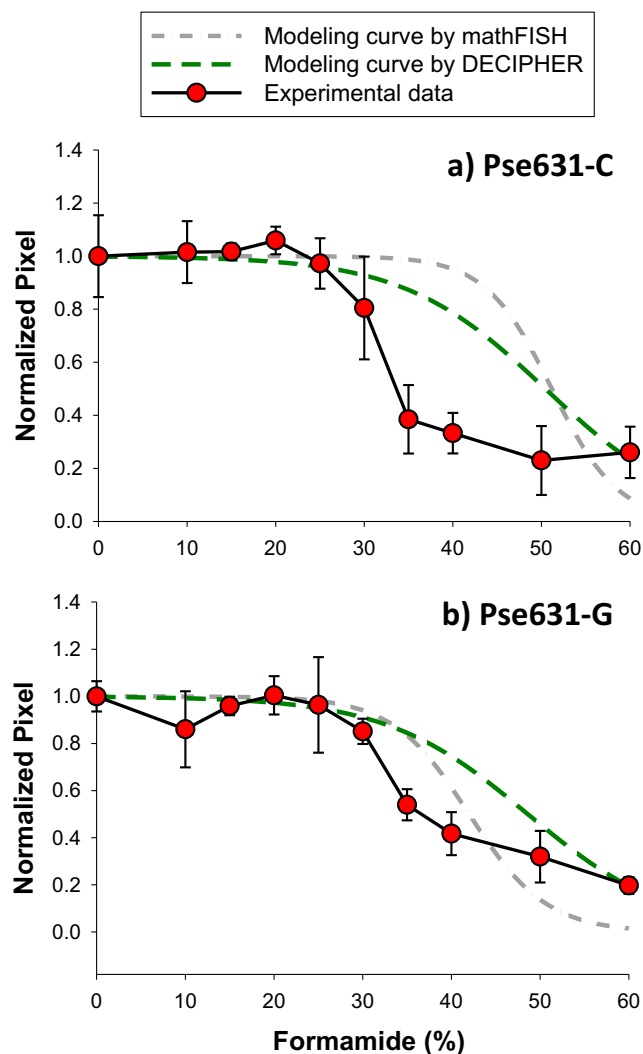 Modeling curve by mathFISH
Modeling curve by DECIPHER
Experimental data
a) Pse631-C
Normalized Pixel
1.4
1.2
1.0
0.8
0.6
0.4
0.2
0.0
0 10 20 30 40 50 60
b) Pse631-G
Normalized Pixel
1.4
1.2
1.0
0.8
0.6
0.4
0.2
0.0
0 10 20 30 40 50 60
Formamide (%)